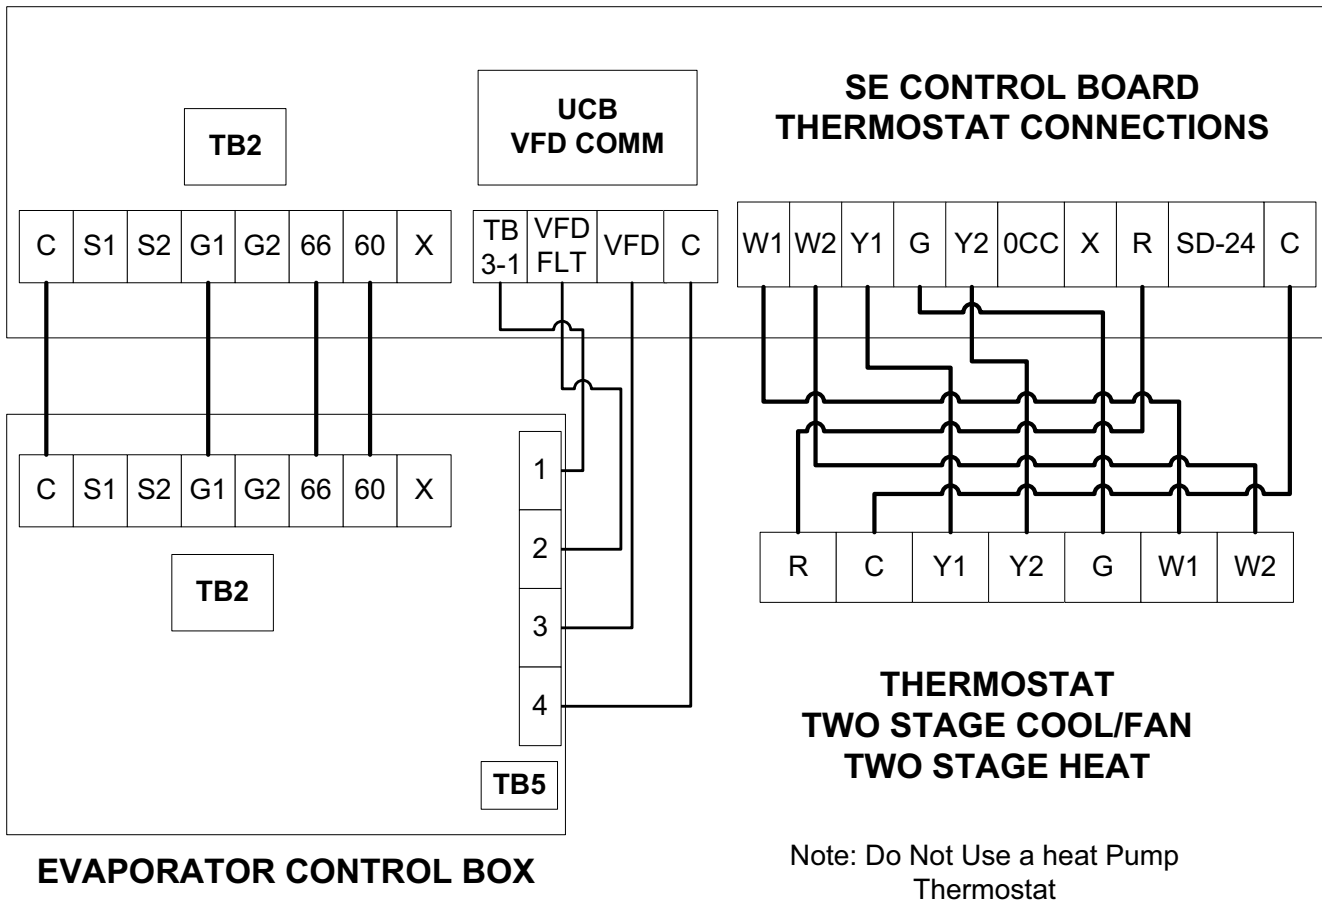 UCB
VFD COMM
SE CONTROL BOARD
THERMOSTAT CONNECTIONS
TB2
C S1 S2 G1 G2 66 60 X
TB
3-1
VFD
FLT
VFD
C
W1 W2 Y1 G Y2 0CC X R SD-24 C
C S1 S2 G1 G2 66 60 X
TB2
1
2
3
4
TB5
R C Y1 Y2 G W1 W2
THERMOSTAT
TWO STAGE COOL/FAN
TWO STAGE HEAT
EVAPORATOR CONTROL BOX
Note: Do Not Use a heat Pump
Thermostat